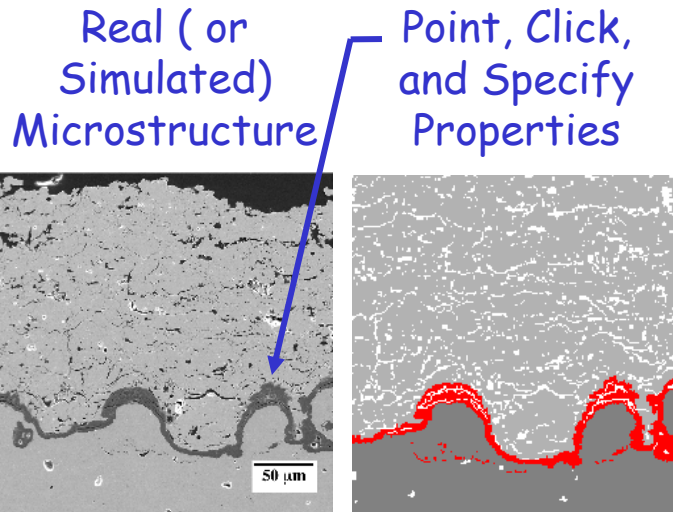 Real ( or
Simulated)
Microstructure
Point, Click,
and Specify
Properties
50 μm